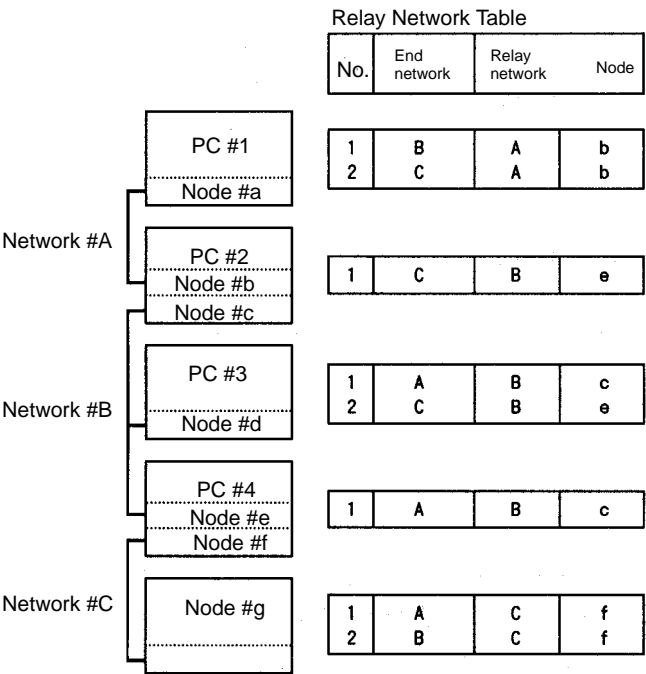 Relay Network Table
No. End network Relay network Node
PC #1
Node #a
1 B A b
2 C A b
Network #A
PC #2
Node #b
Node #c
1 C B e
PC #3
Node #d
1 A B c
2 C B e
Network #B
PC #4
Node #e
Node #f
1 A B c
Network #C
Node #g
1 A C f
2 B C f